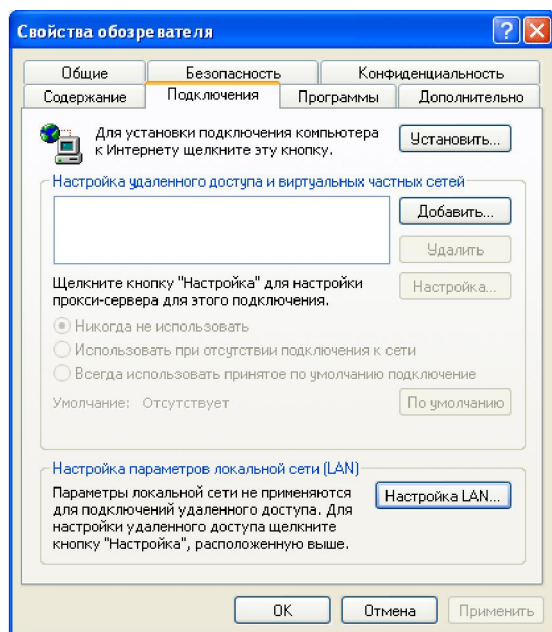 Свойства обозревателя
Общие Безопасность Конфиденциальность
Содержание Подключения Программы Дополнительно
Для установки подключения компьютера
к Интернету щелкните эту кнопку.
Установить...
Настройка удаленного доступа и виртуальных частных сетей
Добавить...
Удалить
Щелкните кнопку "Настройка" для настройки
прокси-сервера для этого подключения.
Настройка...
Никогда не использовать
Использовать при отсутствии подключения к сети
Всегда использовать принятое по умолчанию подключение
Умолчание: Отсутствует
По умолчанию
Настройка параметров локальной сети (LAN)
Параметры локальной сети не применяются
для подключений удаленного доступа. Для
настройки удаленного доступа щелкните
кнопку "Настройка", расположенную выше.
Настройка LAN...
OK Отмена Применить